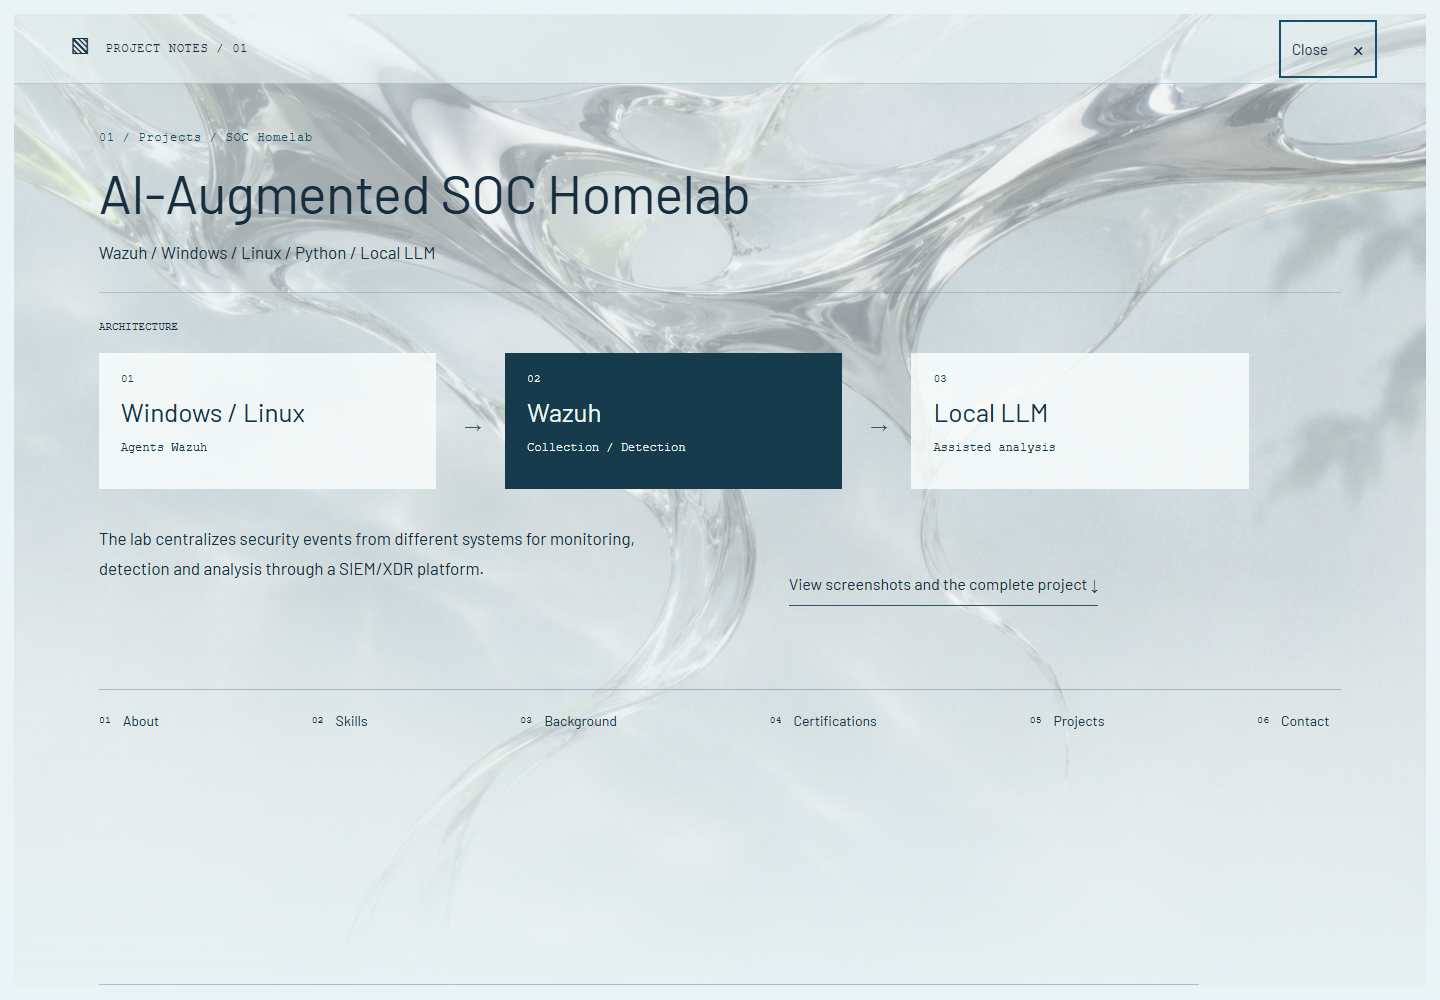 PROJECT NOTES / 01
Close ×
01 / Projects / SOC Homelab
AI-Augmented SOC Homelab
Wazuh / Windows / Linux / Python / Local LLM
ARCHITECTURE
01
Windows / Linux
Agents Wazuh
→
02
Wazuh
Collection / Detection
→
03
Local LLM
Assisted analysis
The lab centralizes security events from different systems for monitoring,
detection and analysis through a SIEM/XDR platform.
View screenshots and the complete project ↓
01 About
02 Skills
03 Background
04 Certifications
05 Projects
06 Contact